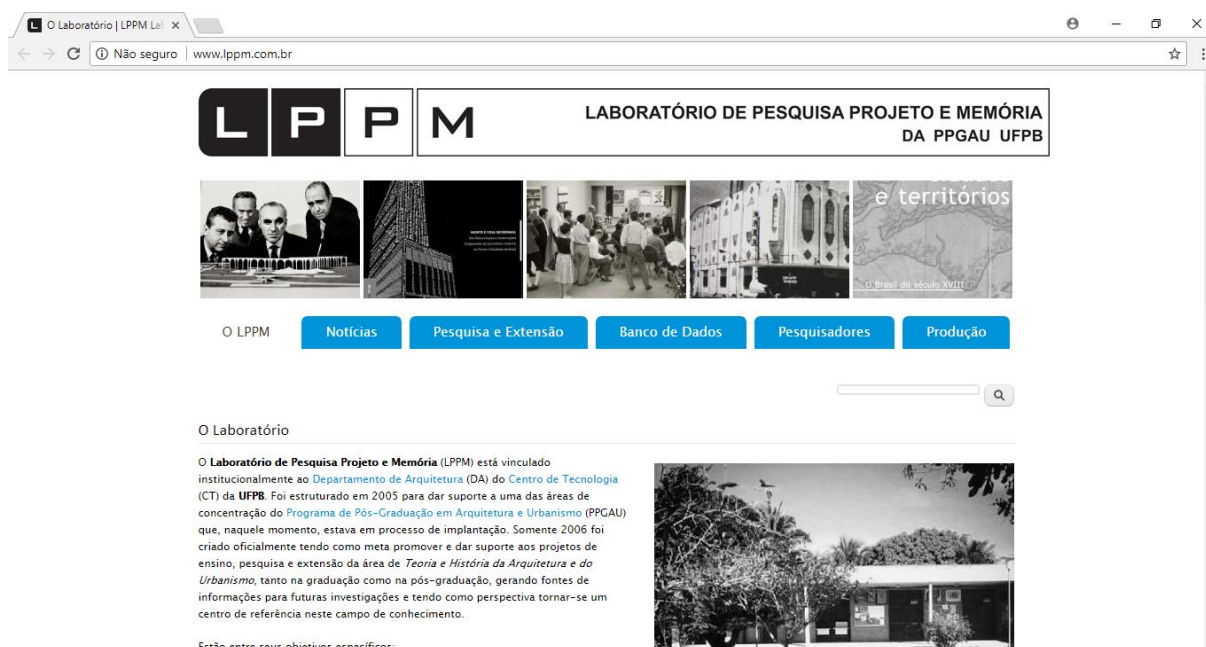 O Laboratório | LPPM La
Não seguro | www.lppm.com.br
LPPM
LABORATÓRIO DE PESQUISA PROJETO E MEMÓRIA
DA PPGAU UFPB
e territórios
O Brasil do século XVIII
O LPPM Notícias Pesquisa e Extensão Banco de Dados Pesquisadores Produção
O Laboratório
O Laboratório de Pesquisa Projeto e Memória (LPPM) está vinculado
institucionalmente ao Departamento de Arquitetura (DA) do Centro de Tecnologia
(CT) da UFPB. Foi estruturado em 2005 para dar suporte a uma das áreas de
concentração do Programa de Pós-Graduação em Arquitetura e Urbanismo (PPGAU)
que, naquele momento, estava em processo de implantação. Somente 2006 foi
criado oficialmente tendo como meta promover e dar suporte aos projetos de
ensino, pesquisa e extensão da área de Teoria e História da Arquitetura e do
Urbanismo, tanto na graduação como na pós-graduação, gerando fontes de
informações para futuras investigações e tendo como perspectiva tornar-se um
centro de referência neste campo de conhecimento.
Estão entre seus objetivos específicos: